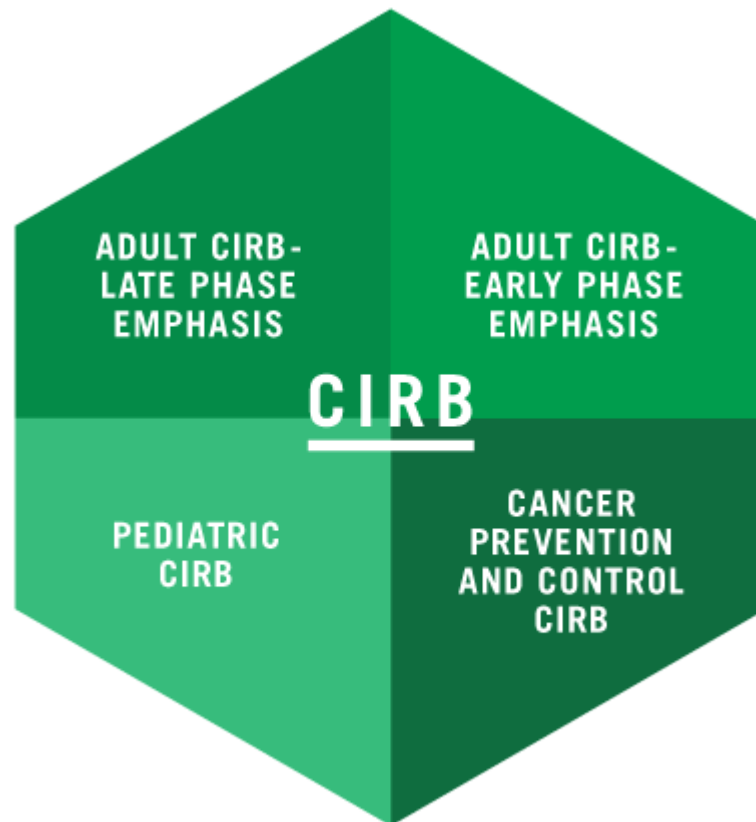 ADULT CIRB-
LATE PHASE
EMPHASIS
ADULT CIRB-
EARLY PHASE
EMPHASIS
CIRB
PEDIATRIC
CIRB
CANCER
PREVENTION
AND CONTROL
CIRB